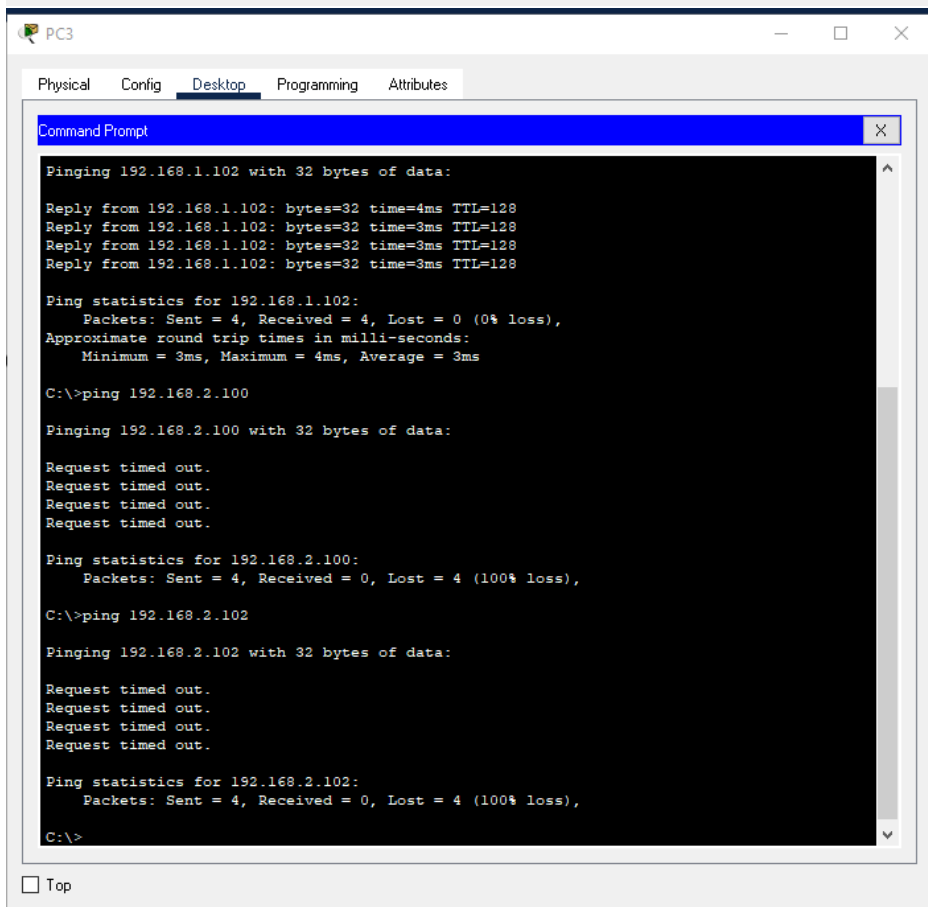 PC3
Physical Config Desktop Programming Attributes
Command Prompt X
Pinging 192.168.1.102 with 32 bytes of data:
Reply from 192.168.1.102: bytes=32 time=4ms TTL=128
Reply from 192.168.1.102: bytes=32 time=3ms TTL=128
Reply from 192.168.1.102: bytes=32 time=3ms TTL=128
Reply from 192.168.1.102: bytes=32 time=3ms TTL=128
Ping statistics for 192.168.1.102:
    Packets: Sent = 4, Received = 4, Lost = 0 (0% loss),
Approximate round trip times in milli-seconds:
    Minimum = 3ms, Maximum = 4ms, Average = 3ms
C:\>ping 192.168.2.100
Pinging 192.168.2.100 with 32 bytes of data:
Request timed out.
Request timed out.
Request timed out.
Request timed out.
Ping statistics for 192.168.2.100:
    Packets: Sent = 4, Received = 0, Lost = 4 (100% loss),
C:\>ping 192.168.2.102
Pinging 192.168.2.102 with 32 bytes of data:
Request timed out.
Request timed out.
Request timed out.
Request timed out.
Ping statistics for 192.168.2.102:
    Packets: Sent = 4, Received = 0, Lost = 4 (100% loss),
C:\>
Top